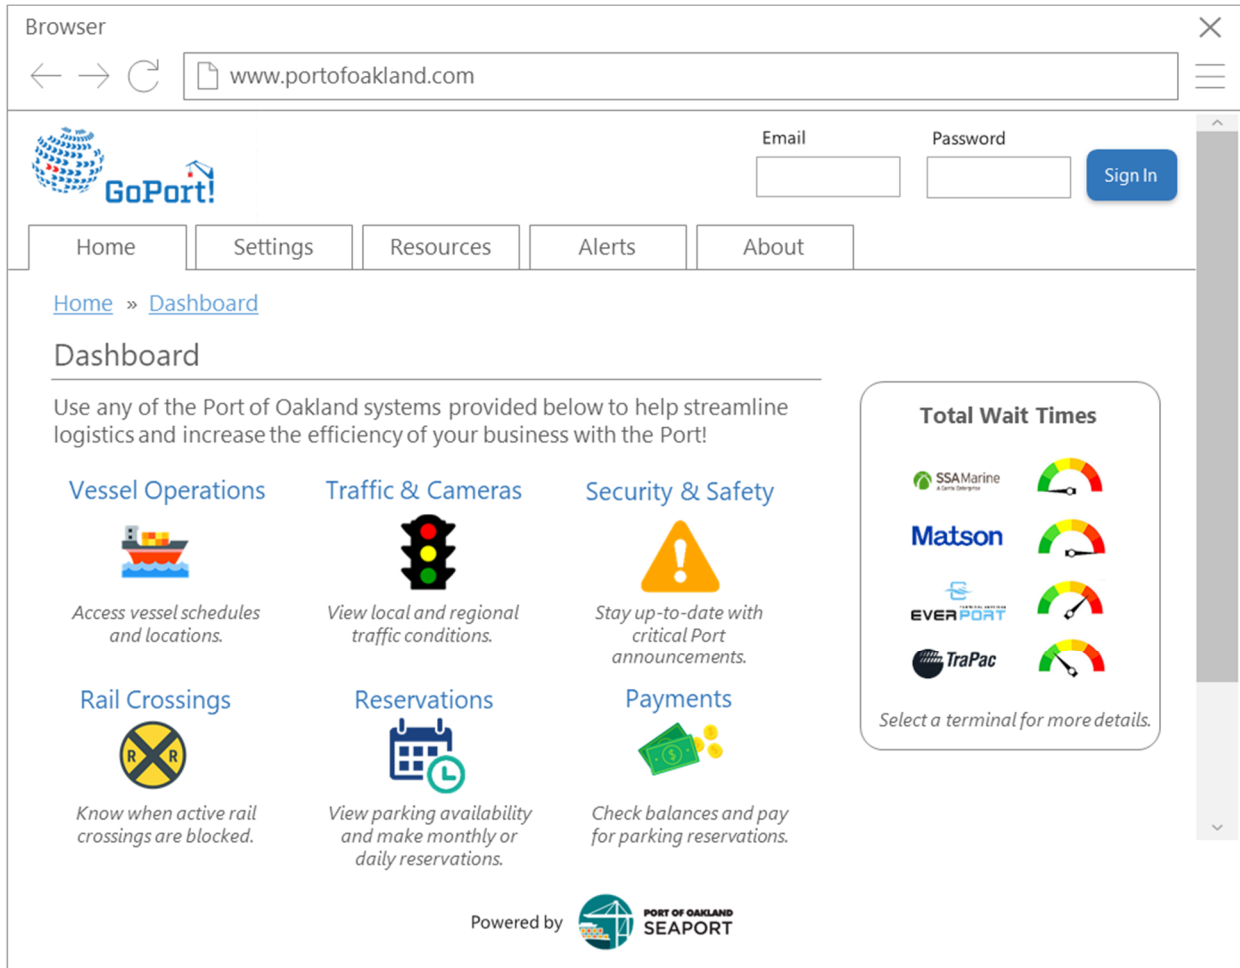 Browser
www.portofoakland.com
GoPort!
Email
Password
Sign In
Home
Settings
Resources
Alerts
About
Home » Dashboard
Dashboard
Use any of the Port of Oakland systems provided below to help streamline
logistics and increase the efficiency of your business with the Port!
Vessel Operations
Access vessel schedules
and locations.
Traffic & Cameras
View local and regional
traffic conditions.
Security & Safety
Stay up-to-date with
critical Port
announcements.
Rail Crossings
R R
Know when active rail
crossings are blocked.
Reservations
View parking availability
and make monthly or
daily reservations.
Payments
Check balances and pay
for parking reservations.
Total Wait Times
SSAMarine
A Carrix Enterprise
Matson
EVERPORT
TERMINAL SERVICES
TraPac
Select a terminal for more details.
Powered by
PORT OF OAKLAND
SEAPORT